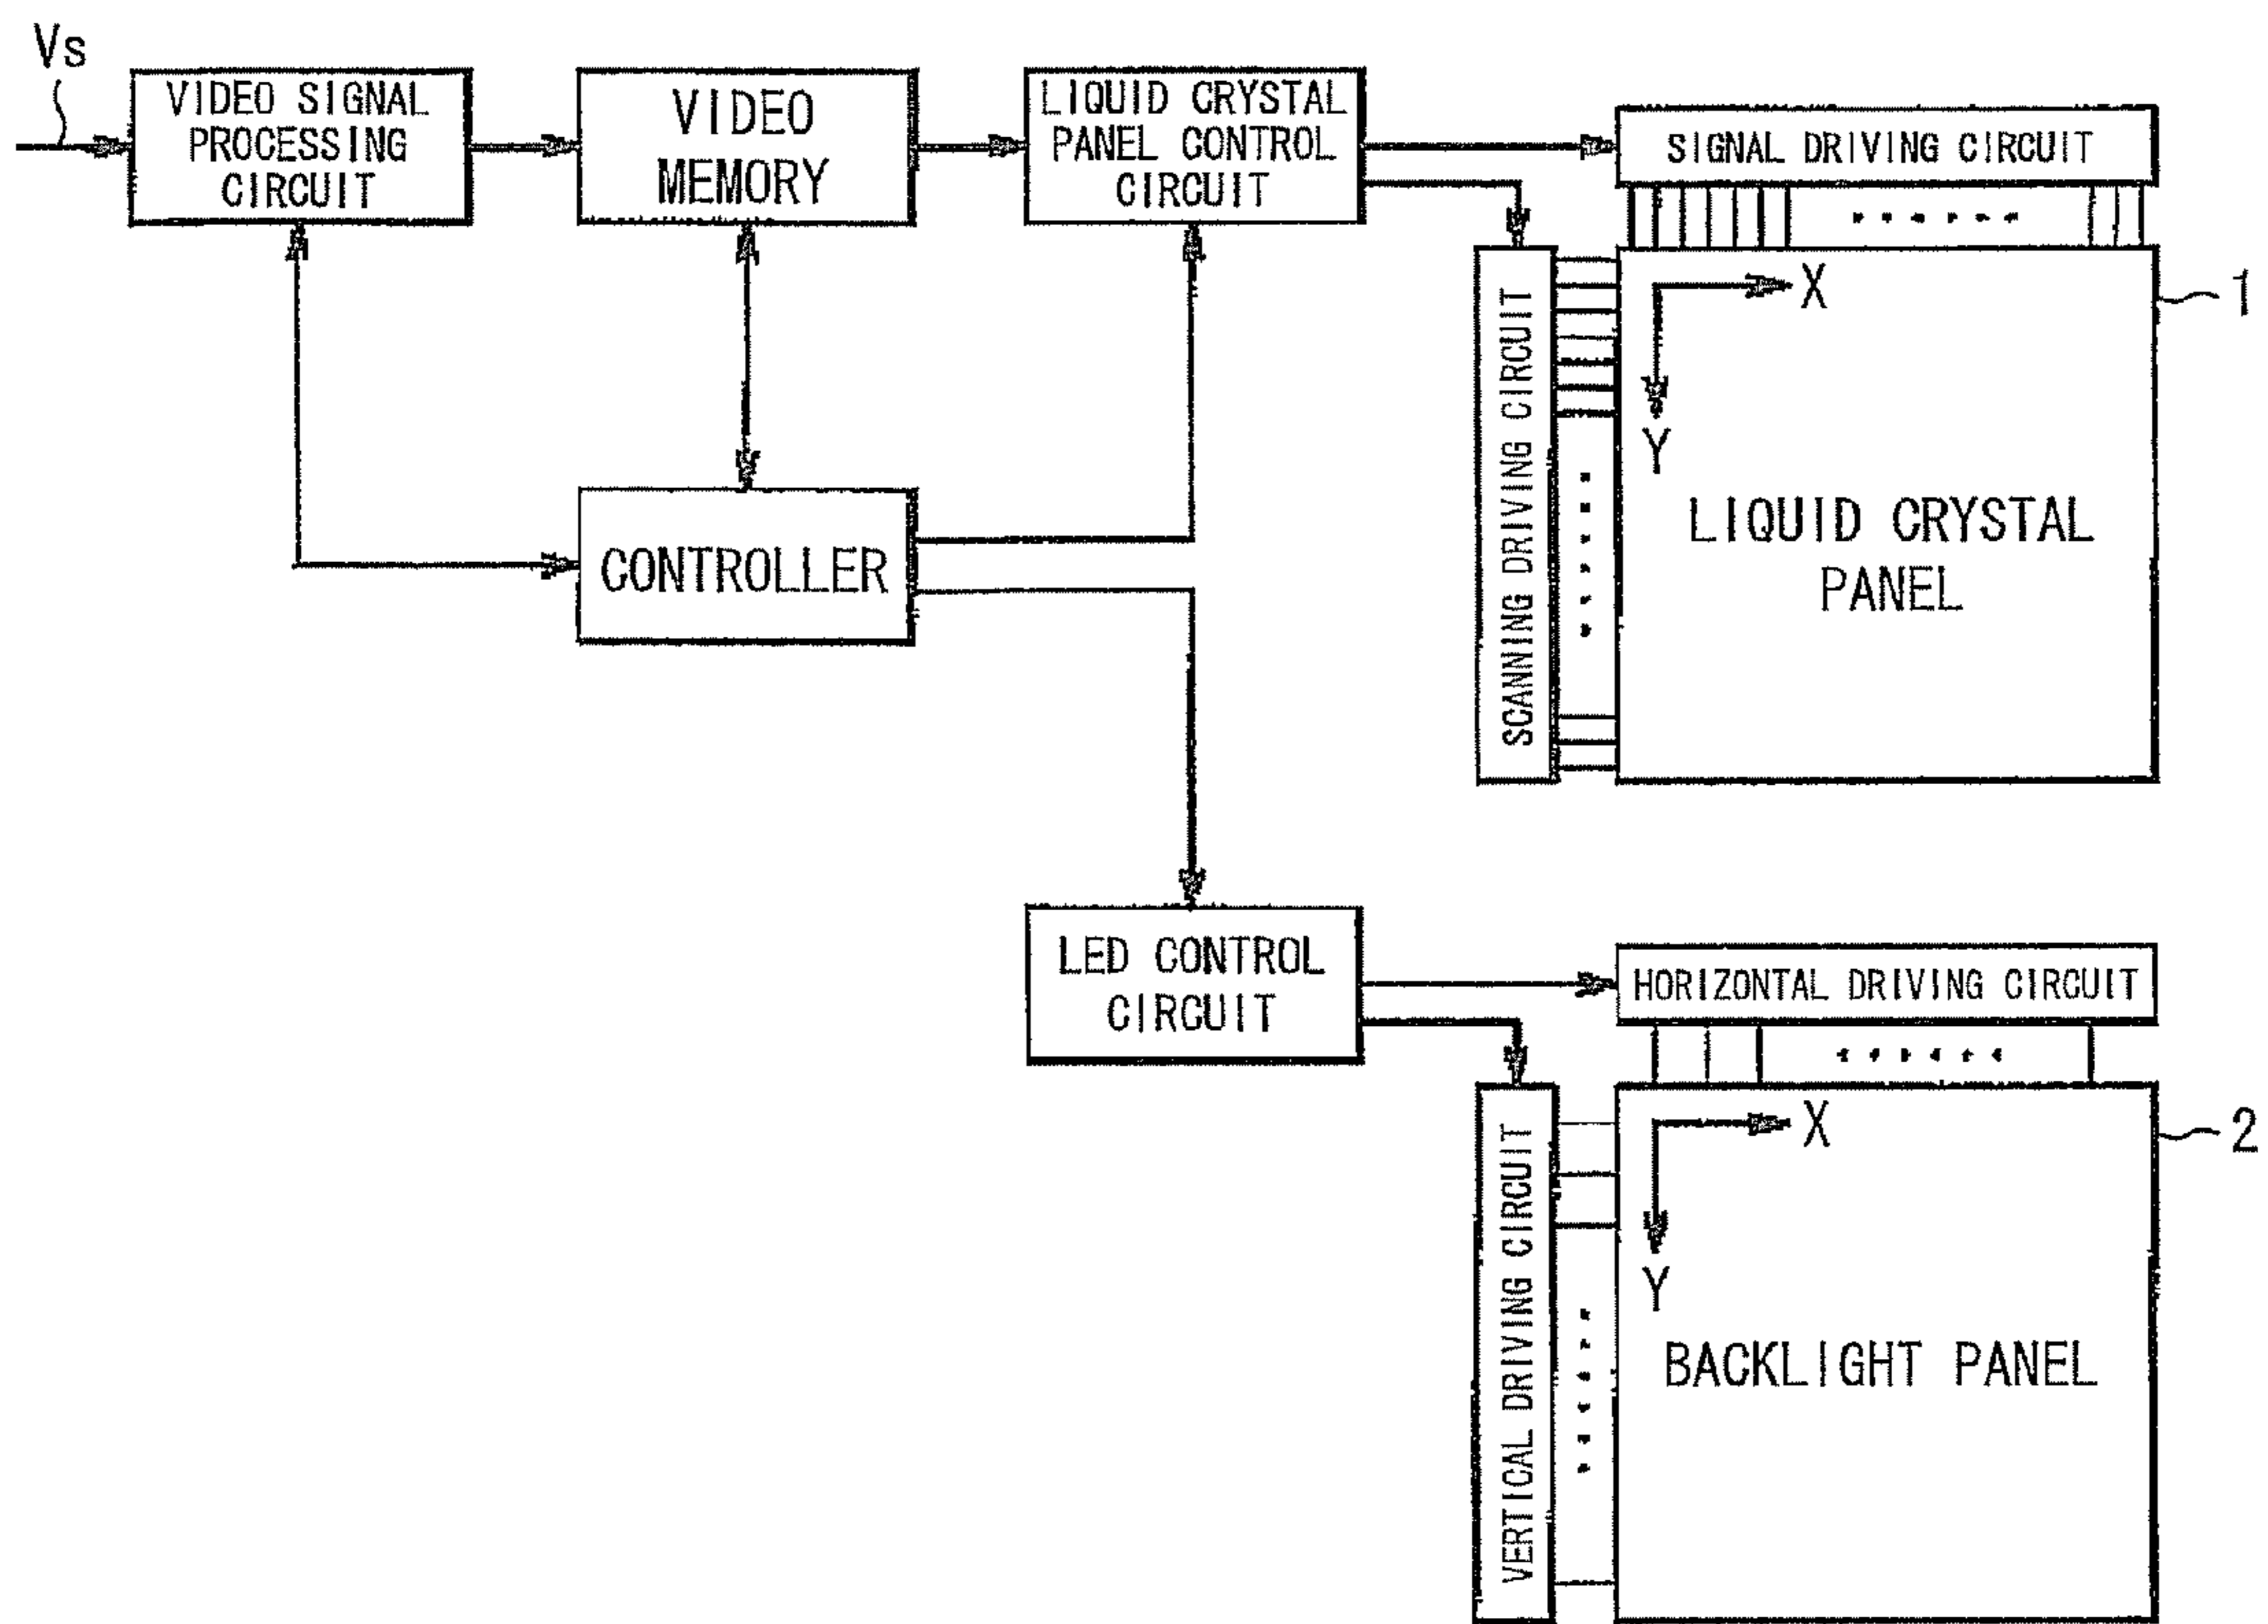 Vs
VIDEO SIGNAL
PROCESSING
CIRCUIT
VIDEO
MEMORY
LIQUID CRYSTAL
PANEL CONTROL
CIRCUIT
SIGNAL DRIVING CIRCUIT
SCANNING DRIVING CIRCUIT
X
Y
1
LIQUID CRYSTAL
PANEL
CONTROLLER
LED CONTROL
CIRCUIT
HORIZONTAL DRIVING CIRCUIT
VERTICAL DRIVING CIRCUIT
X
Y
2
BACKLIGHT PANEL